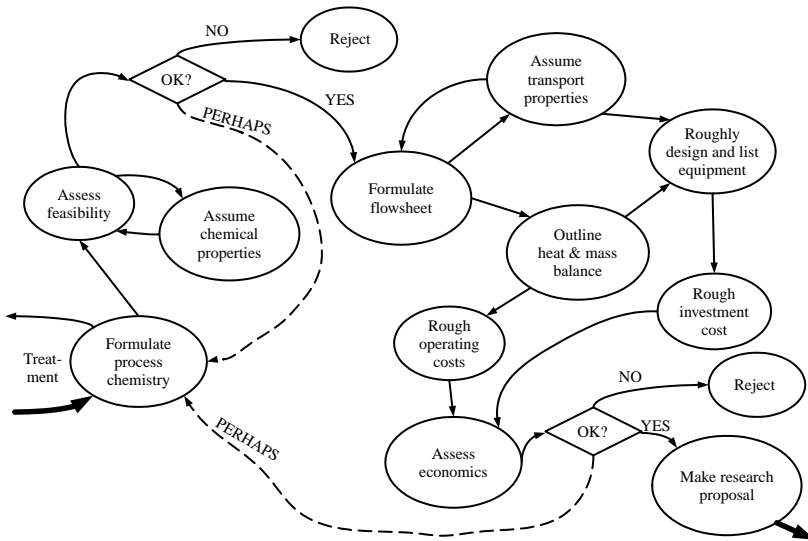 NO
Reject
OK?
YES
PERHAPS
Assume
transport
properties
Roughly
design and list
equipment
Assess
feasibility
Formulate
flowsheet
Assume
chemical
properties
Outline
heat & mass
balance
Rough
investment
cost
Rough
operating
costs
Treat-
ment
Formulate
process
chemistry
NO
Reject
OK?
YES
PERHAPS
Assess
economics
Make research
proposal